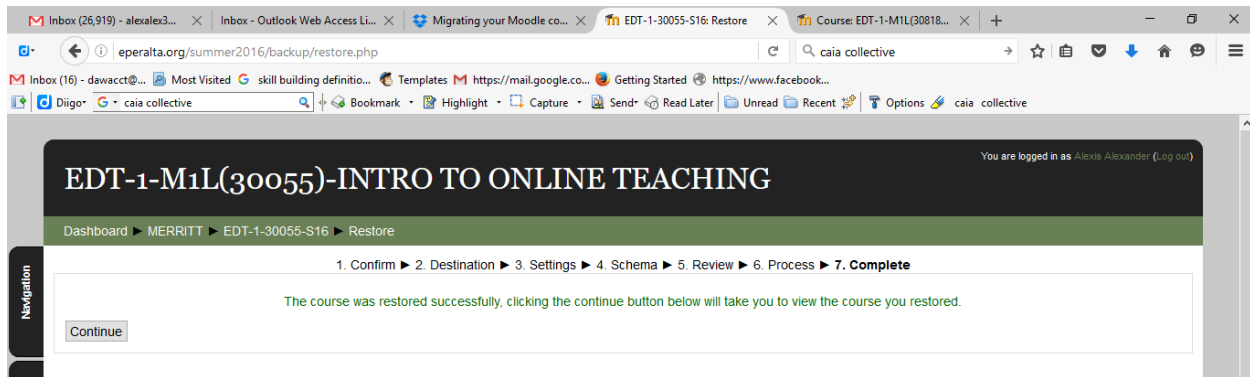 Inbox (26,919) - alexalex3... Inbox - Outlook Web Access Li... Migrating your Moodle co... EDT-1-30055-S16: Restore Course: EDT-1-M1L(30818...
eperalta.org/summer2016/backup/restore.php caia collective
Inbox (16) - dawacct@... Most Visited skill building definitio... Templates https://mail.google.co... Getting Started https://www.facebook...
Diigo caia collective Bookmark Highlight Capture Send Read Later Unread Recent Options caia collective
You are logged in as Alexis Alexander (Log out)
EDT-1-M1L(30055)-INTRO TO ONLINE TEACHING
Dashboard ► MERRITT ► EDT-1-30055-S16 ► Restore
Navigation
1. Confirm ► 2. Destination ► 3. Settings ► 4. Schema ► 5. Review ► 6. Process ► 7. Complete
The course was restored successfully, clicking the continue button below will take you to view the course you restored.
Continue